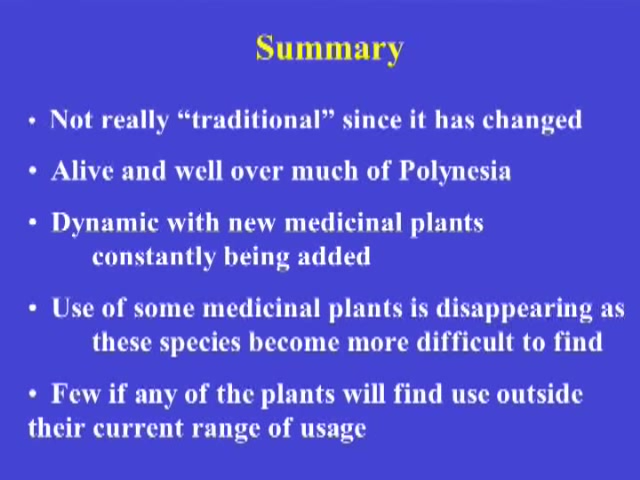 Summary
• Not really “traditional” since it has changed
• Alive and well over much of Polynesia
• Dynamic with new medicinal plants
constantly being added
• Use of some medicinal plants is disappearing as
these species become more difficult to find
• Few if any of the plants will find use outside
their current range of usage